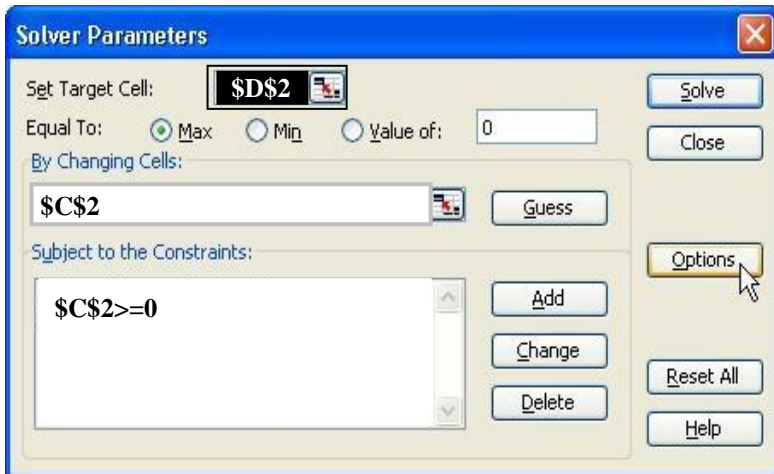 Solver Parameters
Set Target Cell: $D$2 Solve
Equal To: Max Min Value of: 0 Close
By Changing Cells:
$C$2 Guess
Subject to the Constraints: Options
$C$2>=0 Add
Change
Reset All
Delete
Help